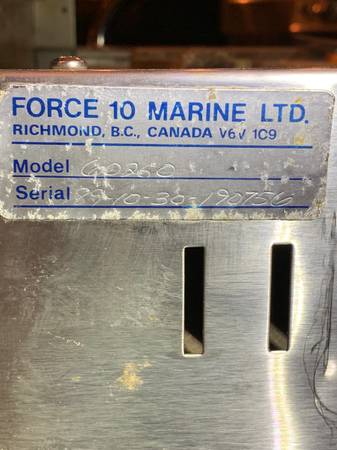 FORCE 10 MARINE LTD.
RICHMOND, B.C., CANADA V6V 1C9
Model
Serial